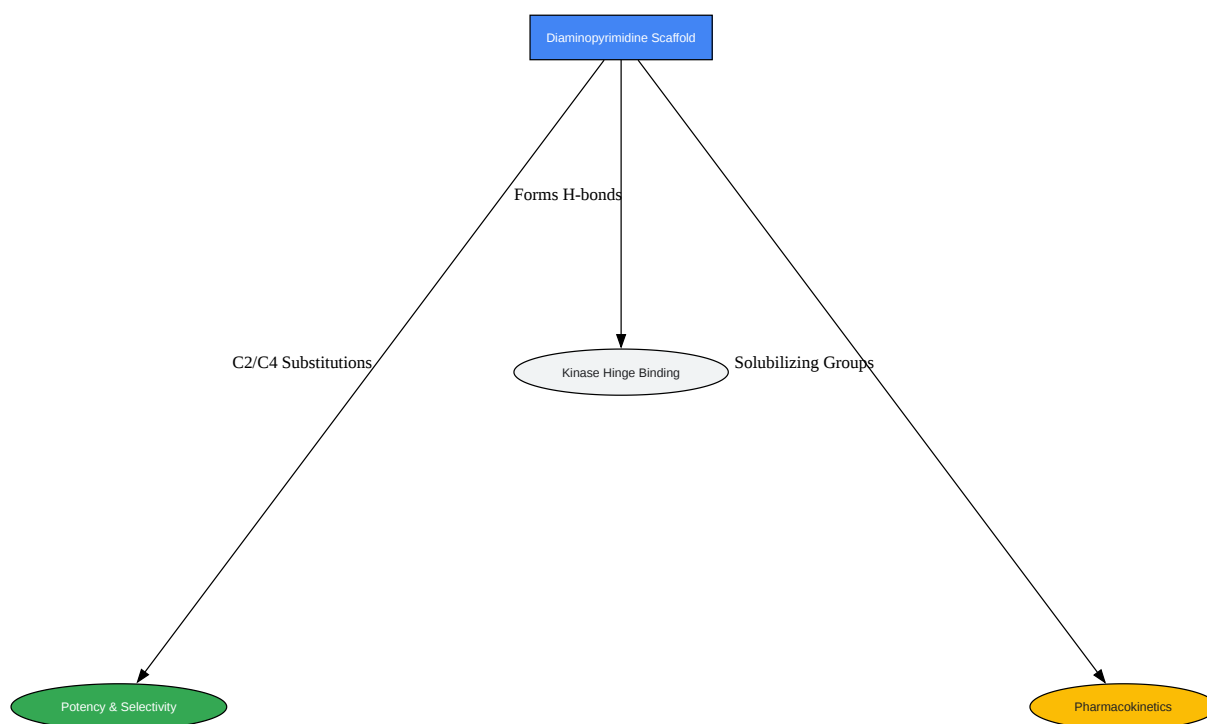 Diaminopyrimidine Scaffold
Forms H-bonds
C2/C4 Substitutions
Solubilizing Groups
Kinase Hinge Binding
Potency & Selectivity
Pharmacokinetics